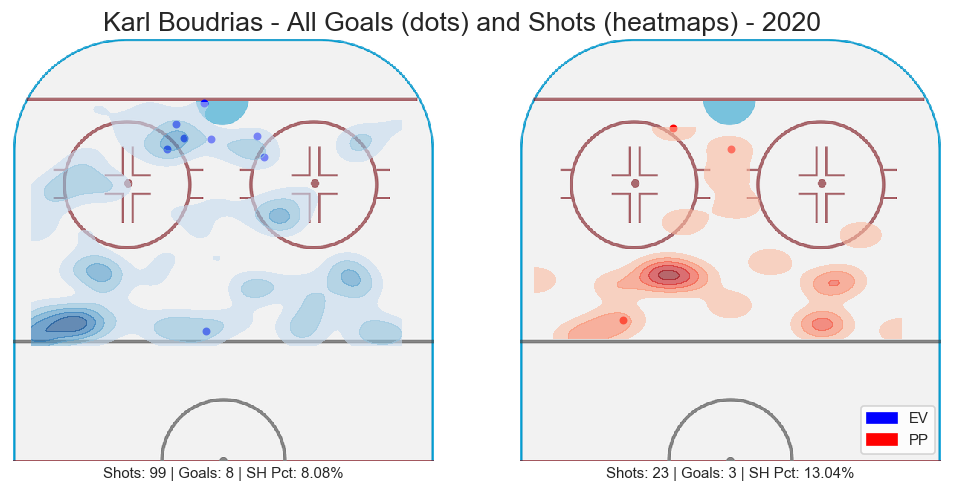 Karl Boudrias - All Goals (dots) and Shots (heatmaps) - 2020
EV
PP
Shots: 99 | Goals: 8 | SH Pct: 8.08%
Shots: 23 | Goals: 3 | SH Pct: 13.04%